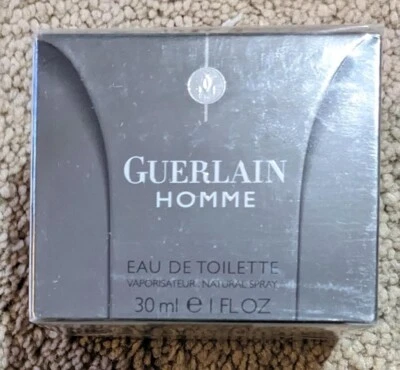 GUERLAIN
HOMME
EAU DE TOILETTE
VAPORISATEUR NATURAL SPRAY
30 ml ℮ 1 FL OZ